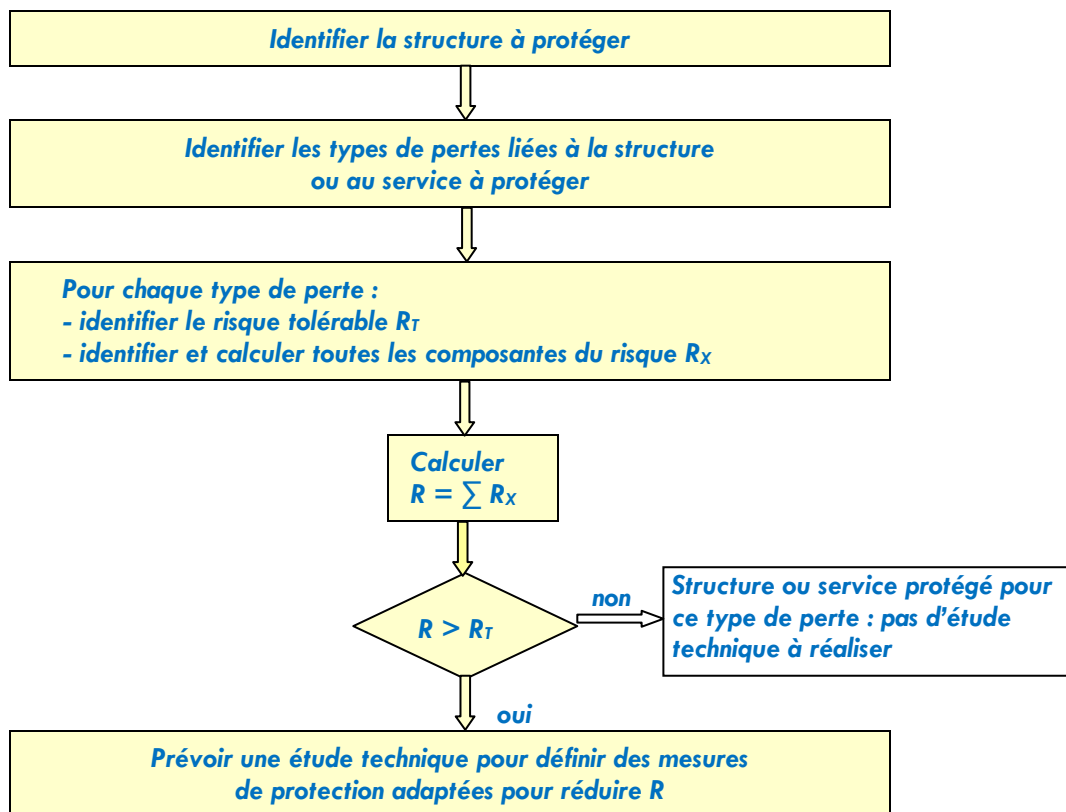 Identifier la structure à protéger
Identifier les types de pertes liées à la structure
ou au service à protéger
Pour chaque type de perte :
- identifier le risque tolérable RT
- identifier et calculer toutes les composantes du risque RX
Calculer
R = ∑ RX
R > RT
non
Structure ou service protégé pour
ce type de perte : pas d’étude
technique à réaliser
oui
Prévoir une étude technique pour définir des mesures
de protection adaptées pour réduire R